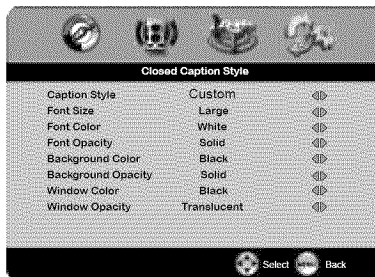 Closed Caption Style
Caption Style Custom
Font Size Large
Font Color White
Font Opacity Solid
Background Color Black
Background Opacity Solid
Window Color Black
Window Opacity Translucent
Select Back